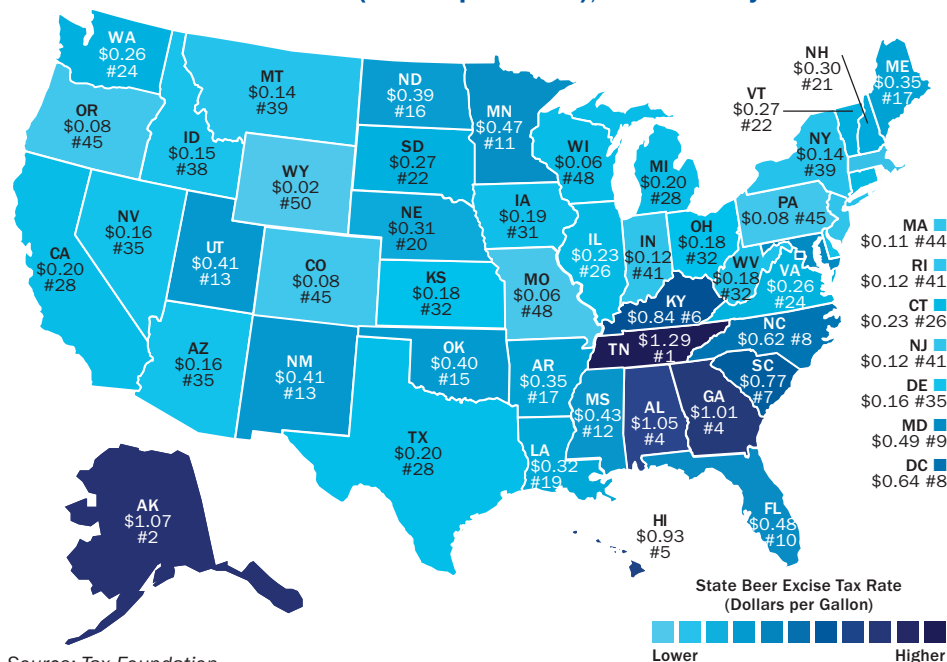 WA
$0.26
#24
MT
$0.14
#39
ND
$0.39
#16
MN
$0.47
#11
NH
$0.30
#21
VT
$0.27
#22
ME
$0.35
#17
OR
$0.08
#45
ID
$0.15
#38
WY
$0.02
#50
SD
$0.27
#22
WI
$0.06
#48
MI
$0.20
#28
NY
$0.14
#39
NV
$0.16
#35
UT
$0.41
#13
NE
$0.31
#20
IA
$0.19
#31
PA
$0.08 #45
CA
$0.20
#28
CO
$0.08
#45
KS
$0.18
#32
MO
$0.06
#48
IL
$0.23
#26
IN
$0.12
#41
OH
$0.18
#32
WV
$0.18
#32
VA
$0.26
#24
KY
$0.84 #6
MA
$0.11 #44
RI
$0.12 #41
CT
$0.23 #26
NJ
$0.12 #41
DE
$0.16 #35
MD
$0.49 #9
DC
$0.64 #8
AZ
$0.16
#35
NM
$0.41
#13
OK
$0.40
#15
AR
$0.35
#17
TN $1.29
#1
NC
$0.62 #8
SC
$0.77
#7
MS
$0.43
#12
AL
$1.05
#4
GA
$1.01
#4
TX
$0.20
#28
LA
$0.32
#19
FL
$0.48
#10
AK
$1.07
#2
HI
$0.93
#5
State Beer Excise Tax Rate
(Dollars per Gallon)
Lower Higher
Source: Tax Foundation